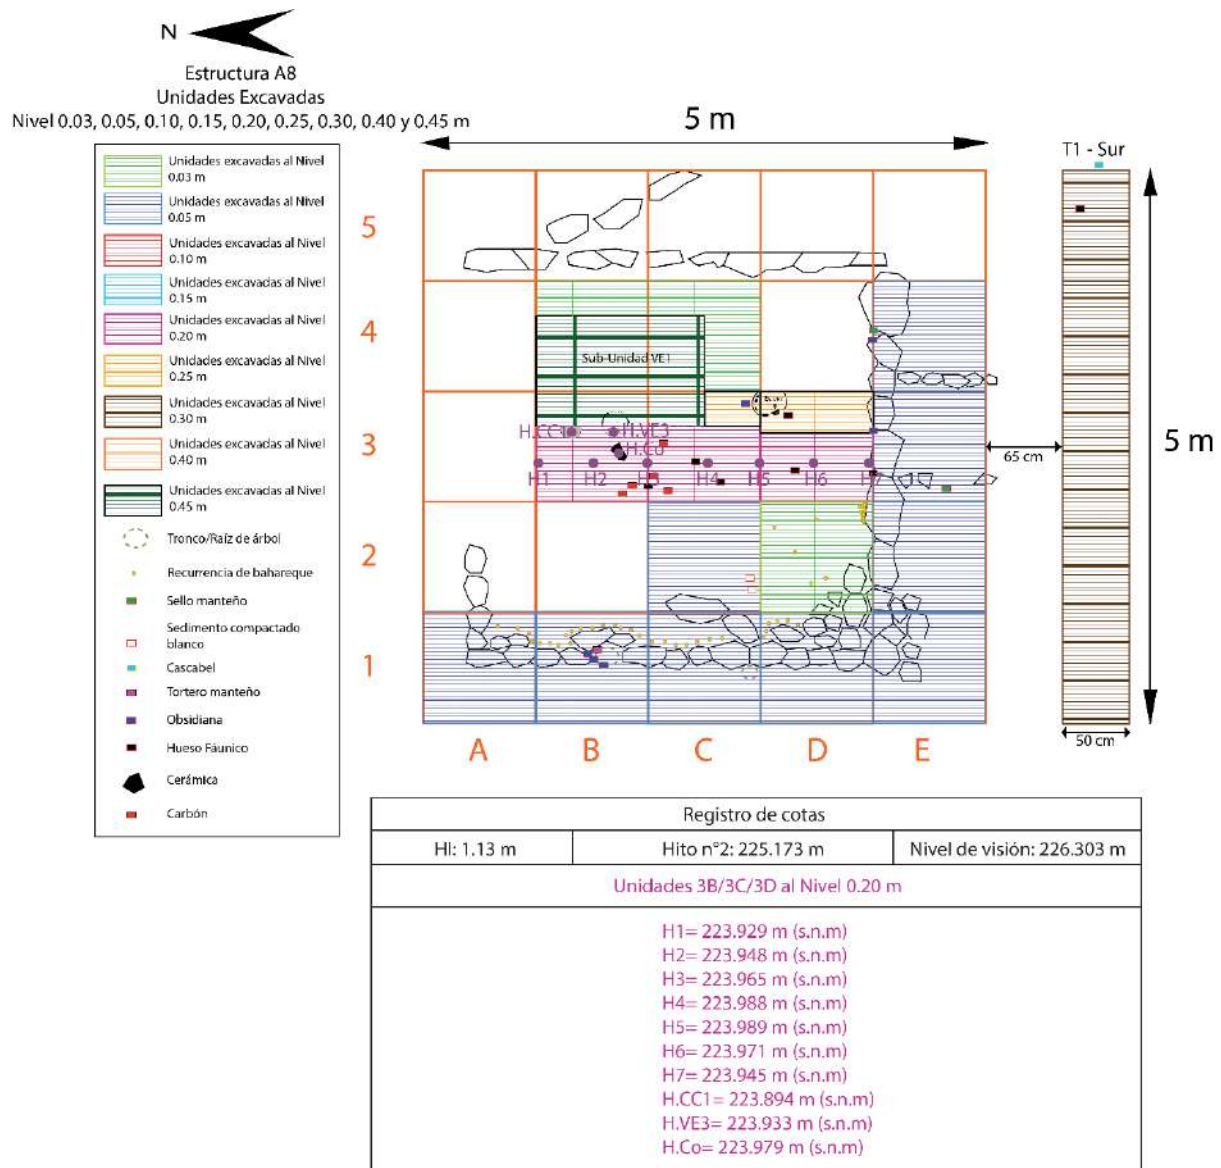 N
Estructura A8
Unidades Excavadas
Nivel 0.03, 0.05, 0.10, 0.15, 0.20, 0.25, 0.30, 0.40 y 0.45 m
Unidades excavadas al Nivel
0.03 m
Unidades excavadas al Nivel
0.05 m
Unidades excavadas al Nivel
0.10 m
Unidades excavadas al Nivel
0.15 m
Unidades excavadas al Nivel
0.20 m
Unidades excavadas al Nivel
0.25 m
Unidades excavadas al Nivel
0.30 m
Unidades excavadas al Nivel
0.40 m
Unidades excavadas al Nivel
0.45 m
Tronco/Raíz de árbol
Recurrencia de bahareque
Sello manteño
Sedimento compactado
blanco
Cascabel
Tortero manteño
Obsidiana
Hueso Fáunico
Cerámica
Carbón
5 m
T1 - Sur
5
4
Sub-Unidad VE1
3
H.CC1
H.VE3
H.Co
H1
H2
H3
H4
H5
H6
H7
65 cm
5 m
2
1
A
B
C
D
E
50 cm
Registro de cotas
HI: 1.13 m
Hito n°2: 225.173 m
Nivel de visión: 226.303 m
Unidades 3B/3C/3D al Nivel 0.20 m
H1= 223.929 m (s.n.m)
H2= 223.948 m (s.n.m)
H3= 223.965 m (s.n.m)
H4= 223.988 m (s.n.m)
H5= 223.989 m (s.n.m)
H6= 223.971 m (s.n.m)
H7= 223.945 m (s.n.m)
H.CC1= 223.894 m (s.n.m)
H.VE3= 223.933 m (s.n.m)
H.Co= 223.979 m (s.n.m)